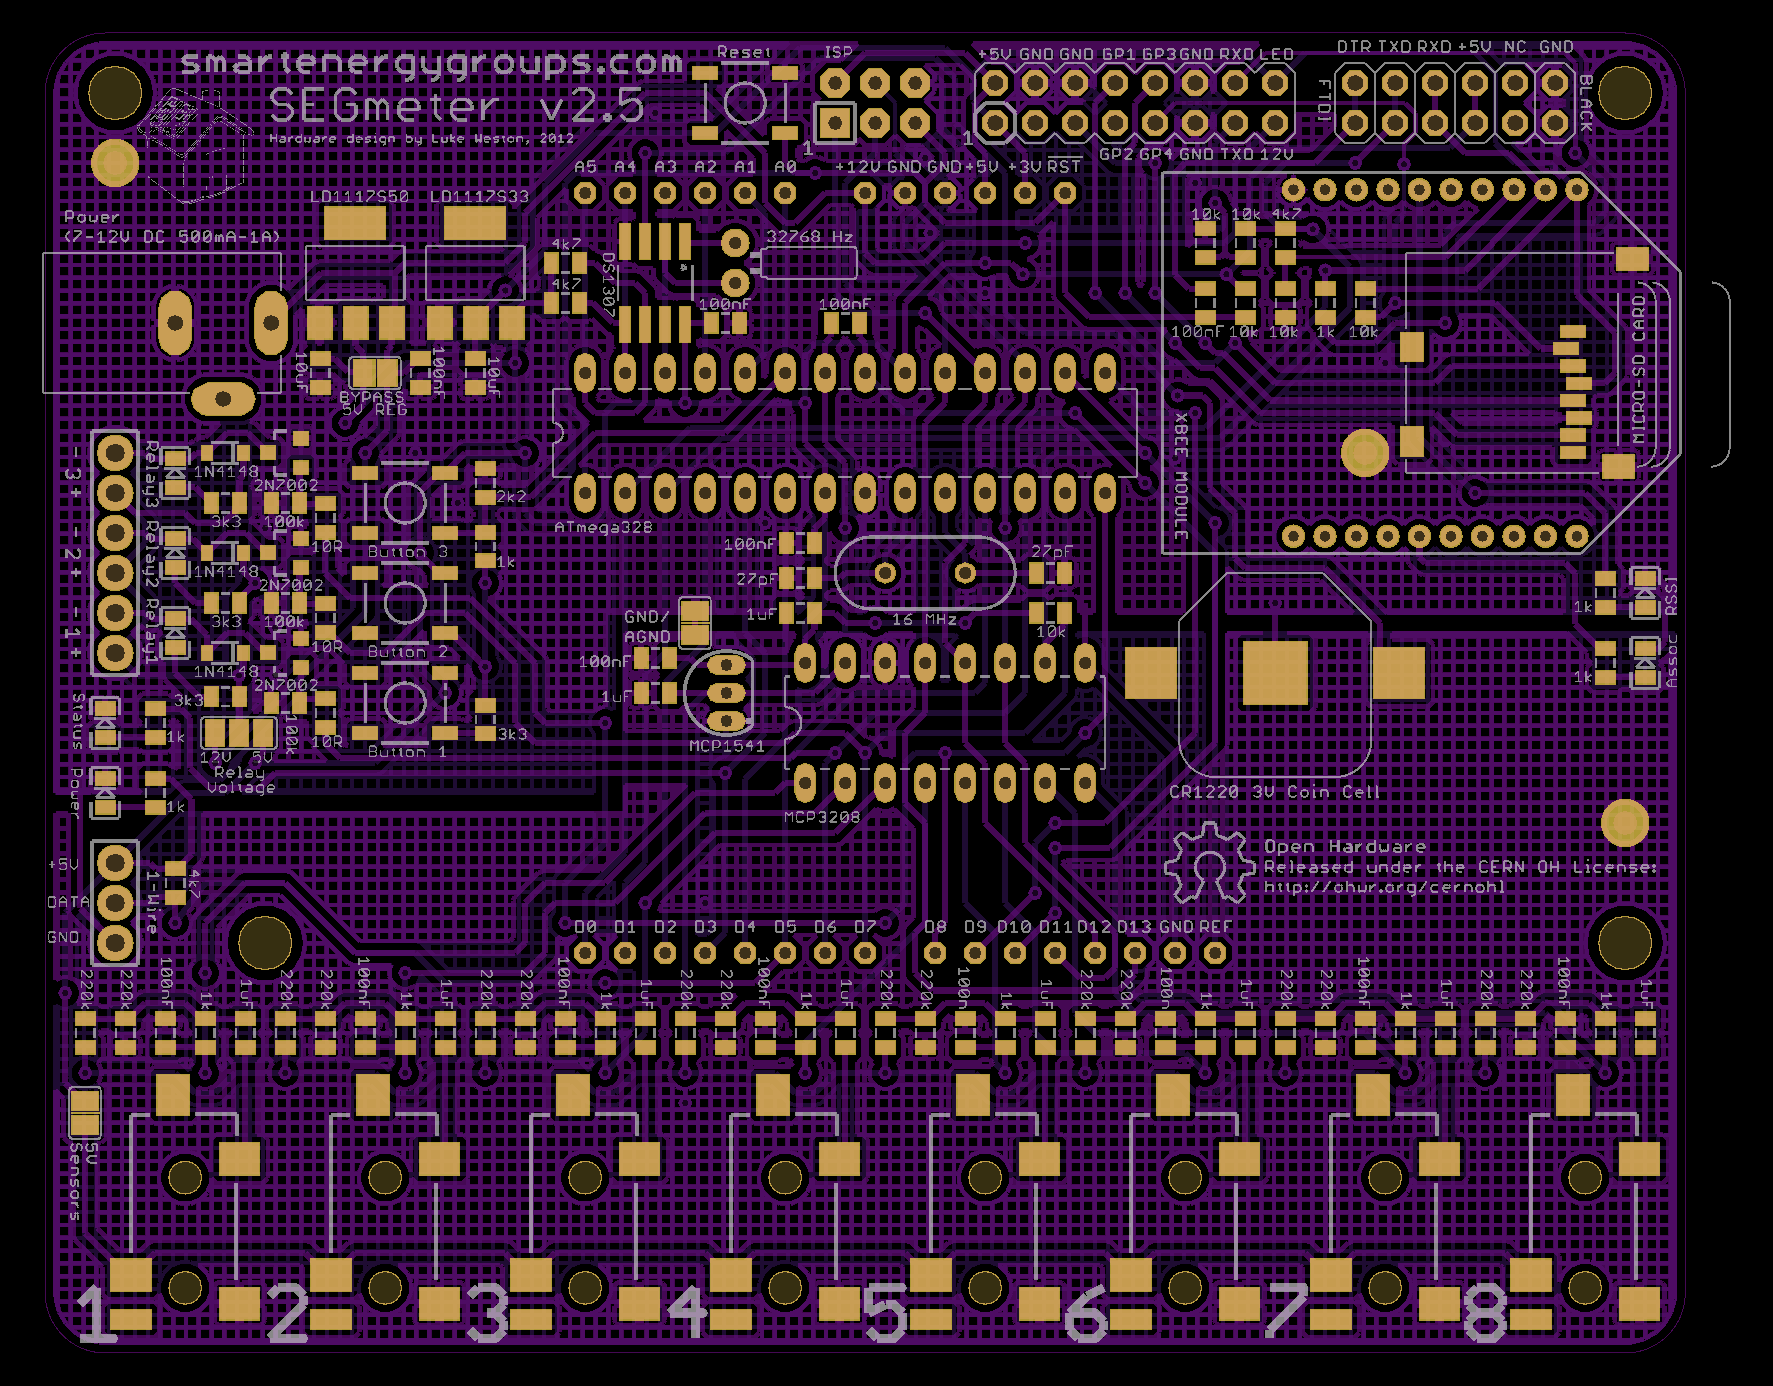 smartenergygroups.com
SEGmeter v2.5
Hardware design by Luke Weston, 2012
Reset
ISP
1
+5V GND GND GP1 GP3 GND RXD LED
1
GP2 GP4 GND TXD 12V
DTR TXD RXD +5V NC GND
FTDI
BLACK
A5 A4 A3 A2 A1 A0
+12V GND GND +5V +3V RST
LD1117S50
LD1117S33
Power
(7-12V DC 500mA-1A)
4k7
4k7
DS1307
32768 Hz
100nF
100nF
10k 10k 4k7
100nF 10k 10k 1k 10k
MICRO-SD CARD
XBEE MODULE
10uF
BYPASS
5V REG
100nF
10uF
- 3 + - 2 + - 1 +
Relay3 Relay2 Relay1
1N4148
2N7002
3k3
100k
10R
1N4148
2N7002
3k3
100k
10R
1N4148
2N7002
3k3
100k
10R
Button 3
Button 2
Button 1
2k2
1k
3k3
ATmega328
100nF
27pF
1uF
16 MHz
27pF
10k
GND/
AGND
100nF
1uF
MCP1541
MCP3208
CR1220 3V Coin Cell
1k
RSSI
1k
Assoc
Status
1k
12V 5V
Relay
Voltage
Power
1k
+5V
DATA
GND
1-Wire
4k7
Open Hardware
Released under the CERN OH License:
http://ohwr.org/cernohl
D0 D1 D2 D3 D4 D5 D6 D7
D8 D9 D10 D11 D12 D13 GND REF
220k 220k 100nF 1k 1uF 220k 220k 100nF 1k 1uF 220k 220k 100nF 1k 1uF 220k 220k 100nF 1k 1uF 220k 220k 100nF 1k 1uF 220k 220k 100nF 1k 1uF 220k 220k 100nF 1k 1uF 220k 220k 100nF 1k 1uF
5V
Sensors
1 2 3 4 5 6 7 8